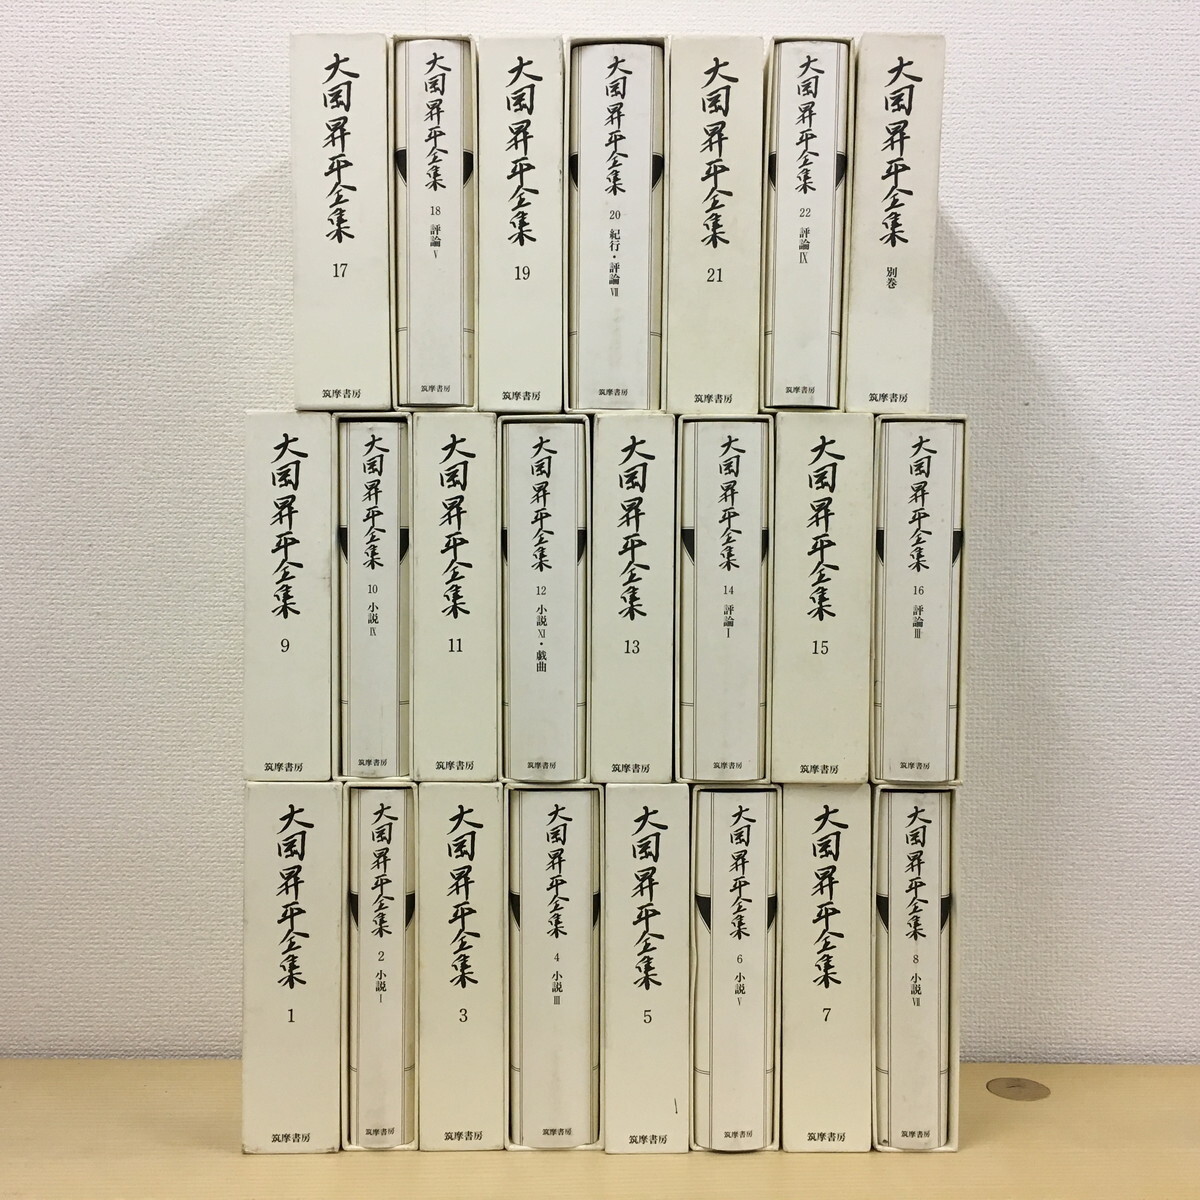 大岡昇平全集 17 筑摩書房
大岡昇平全集 18 評論 Ⅴ 筑摩書房
大岡昇平全集 19 筑摩書房
大岡昇平全集 20 紀行・評論 Ⅶ 筑摩書房
大岡昇平全集 21 筑摩書房
大岡昇平全集 22 評論 Ⅸ 筑摩書房
大岡昇平全集 別巻 筑摩書房
大岡昇平全集 9 筑摩書房
大岡昇平全集 10 小説 Ⅸ 筑摩書房
大岡昇平全集 11 筑摩書房
大岡昇平全集 12 小説 Ⅺ・戯曲 筑摩書房
大岡昇平全集 13 筑摩書房
大岡昇平全集 14 評論 Ⅰ 筑摩書房
大岡昇平全集 15 筑摩書房
大岡昇平全集 16 評論 Ⅲ 筑摩書房
大岡昇平全集 1 筑摩書房
大岡昇平全集 2 小説 Ⅰ 筑摩書房
大岡昇平全集 3 筑摩書房
大岡昇平全集 4 小説 Ⅲ 筑摩書房
大岡昇平全集 5 筑摩書房
大岡昇平全集 6 小説 Ⅴ 筑摩書房
大岡昇平全集 7 筑摩書房
大岡昇平全集 8 小説 Ⅶ 筑摩書房